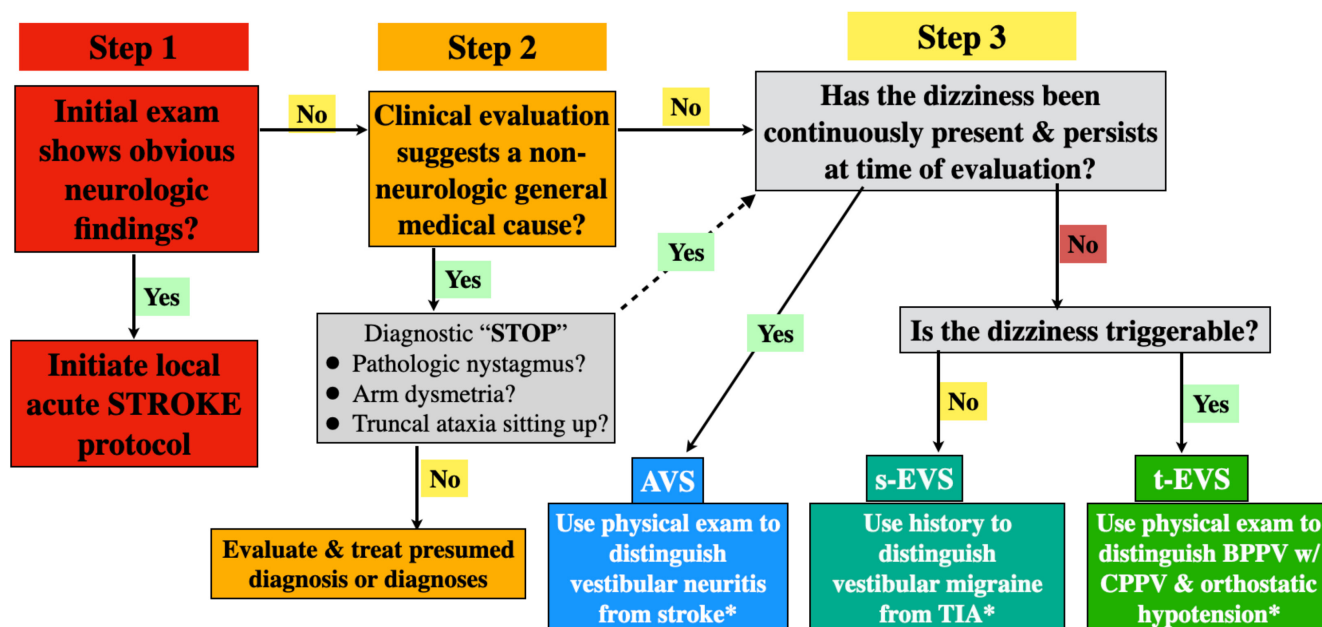 Step 1
Initial exam
shows obvious
neurologic
findings?
No
Yes
Initiate local
acute STROKE
protocol
Step 2
Clinical evaluation
suggests a non-
neurologic general
medical cause?
No
Yes
Diagnostic “STOP”
● Pathologic nystagmus?
● Arm dysmetria?
● Truncal ataxia sitting up?
Yes
No
Evaluate & treat presumed
diagnosis or diagnoses
Step 3
Has the dizziness been
continuously present & persists
at time of evaluation?
Yes
No
AVS
Use physical exam to
distinguish
vestibular neuritis
from stroke*
Is the dizziness triggerable?
No
Yes
s-EVS
Use history to
distinguish
vestibular migraine
from TIA*
t-EVS
Use physical exam to
distinguish BPPV w/
CPPV & orthostatic
hypotension*